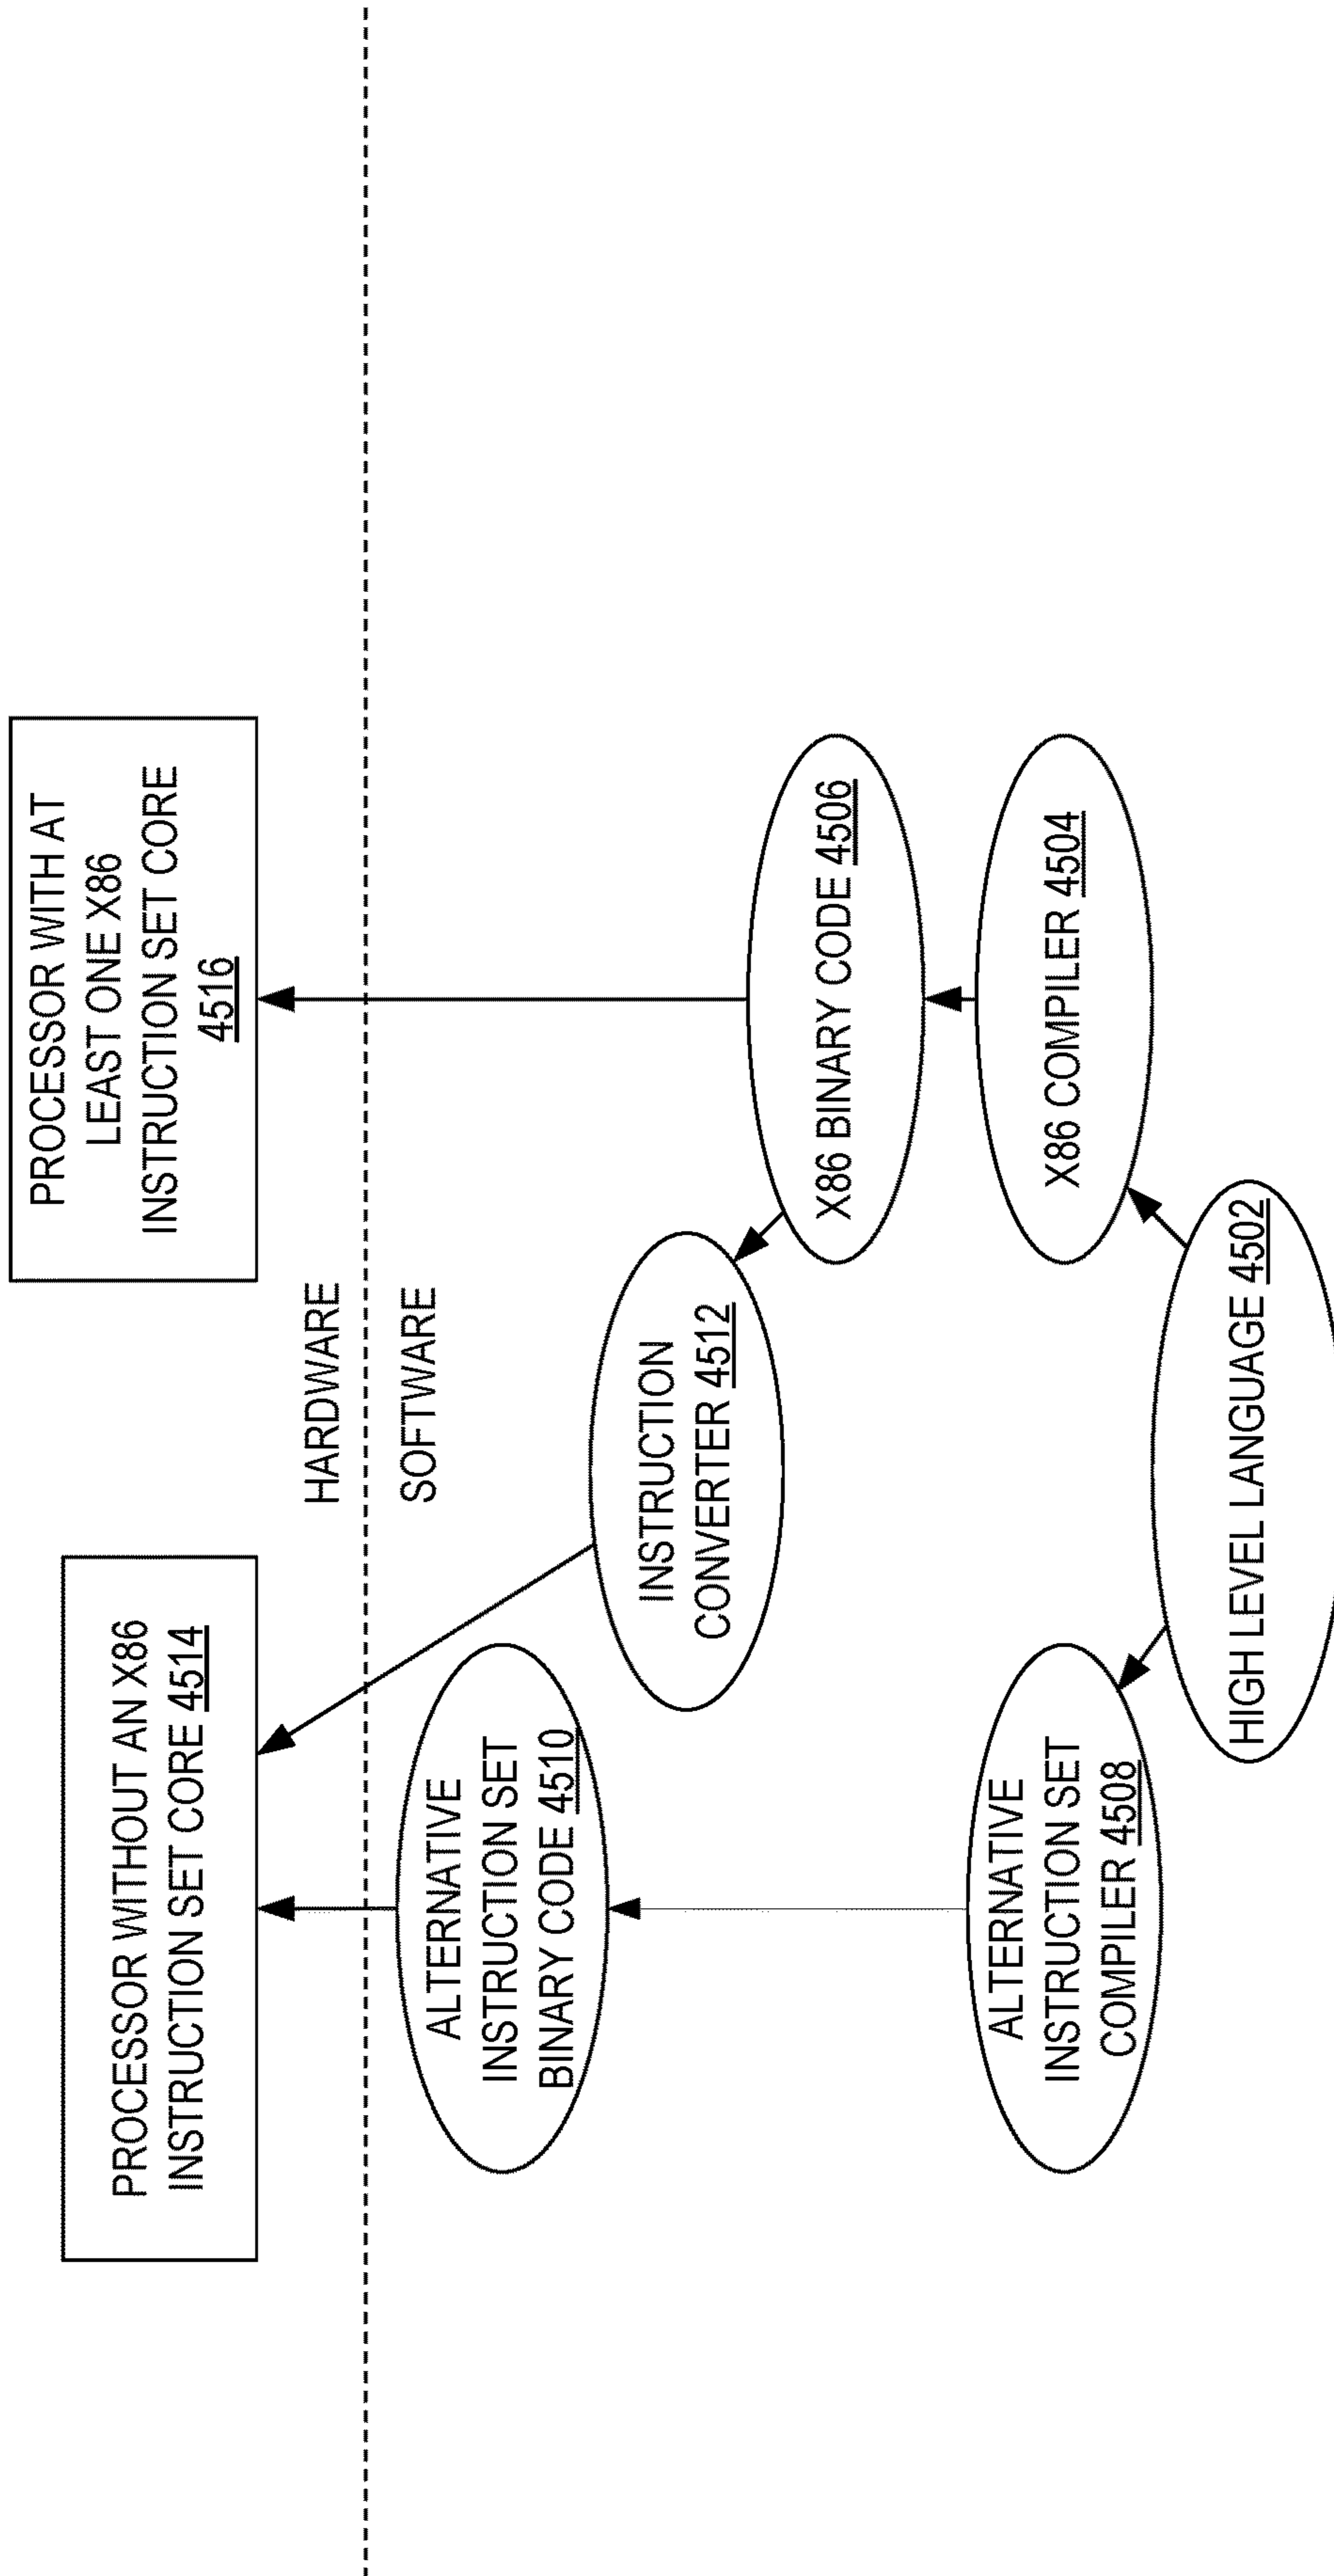 PROCESSOR WITHOUT AN X86
INSTRUCTION SET CORE 4514
PROCESSOR WITH AT
LEAST ONE X86
INSTRUCTION SET CORE
4516
HARDWARE
SOFTWARE
ALTERNATIVE
INSTRUCTION SET
BINARY CODE 4510
INSTRUCTION
CONVERTER 4512
X86 BINARY CODE 4506
ALTERNATIVE
INSTRUCTION SET
COMPILER 4508
X86 COMPILER 4504
HIGH LEVEL LANGUAGE 4502